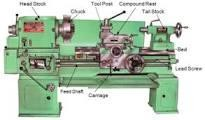 Head Stock
Chuck
Tool Post
Compound Rest
Tail Stock
Bed
Lead Screw
Feed Shaft
Carriage